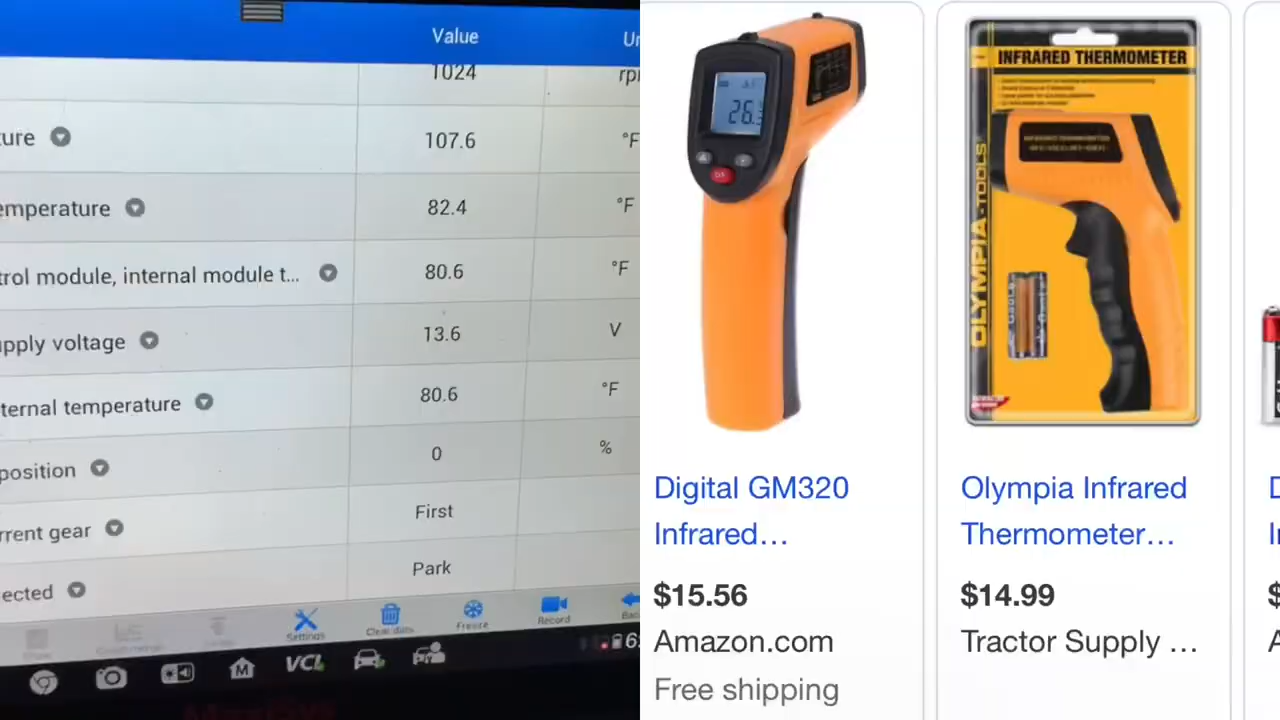 Value
1024
ture
107.6
°F
emperature
82.4
°F
trol module, internal module t...
80.6
°F
pply voltage
13.6
V
ternal temperature
80.6
°F
position
0
%
rrent gear
First
ected
Park
Settings
Clear data
Freeze
Record
VCI
M
26.
INFRARED THERMOMETER
OLYMPIA-TOOLS
Digital GM320
Infrared...
$15.56
Amazon.com
Free shipping
Olympia Infrared
Thermometer...
$14.99
Tractor Supply ...
$